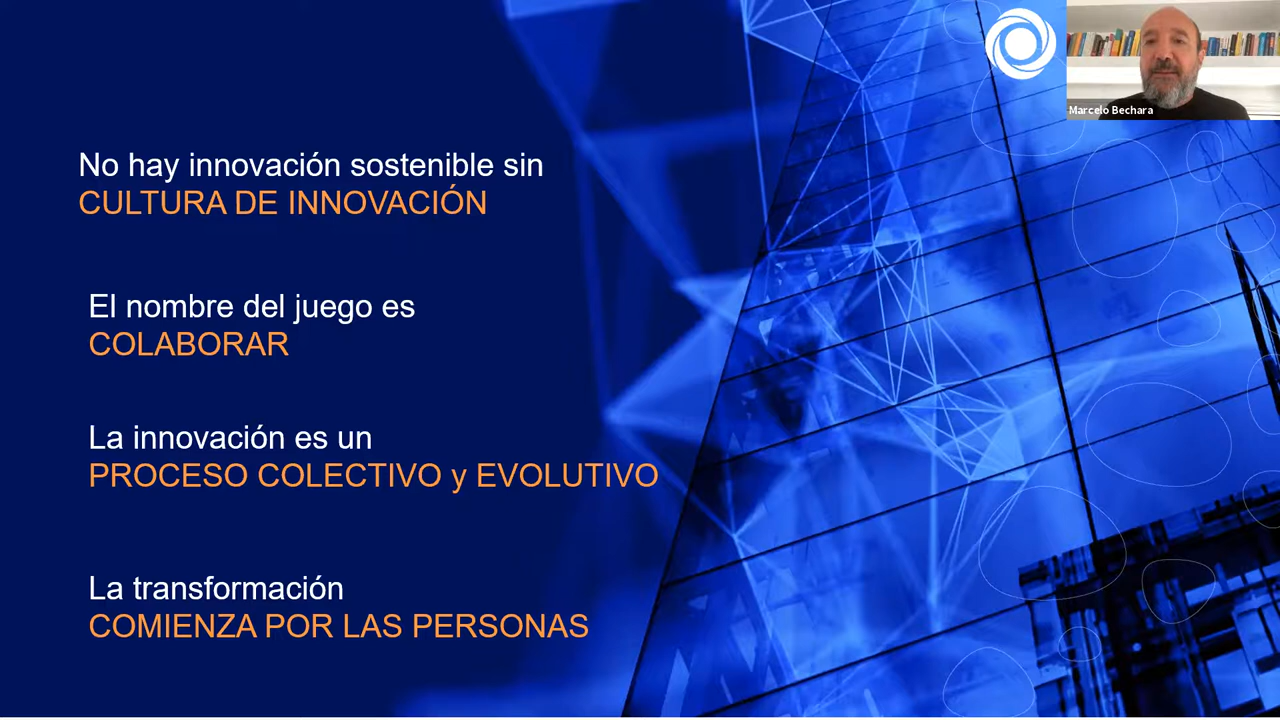 Marcelo Bechara
No hay innovación sostenible sin
CULTURA DE INNOVACIÓN
El nombre del juego es
COLABORAR
La innovación es un
PROCESO COLECTIVO y EVOLUTIVO
La transformación
COMIENZA POR LAS PERSONAS